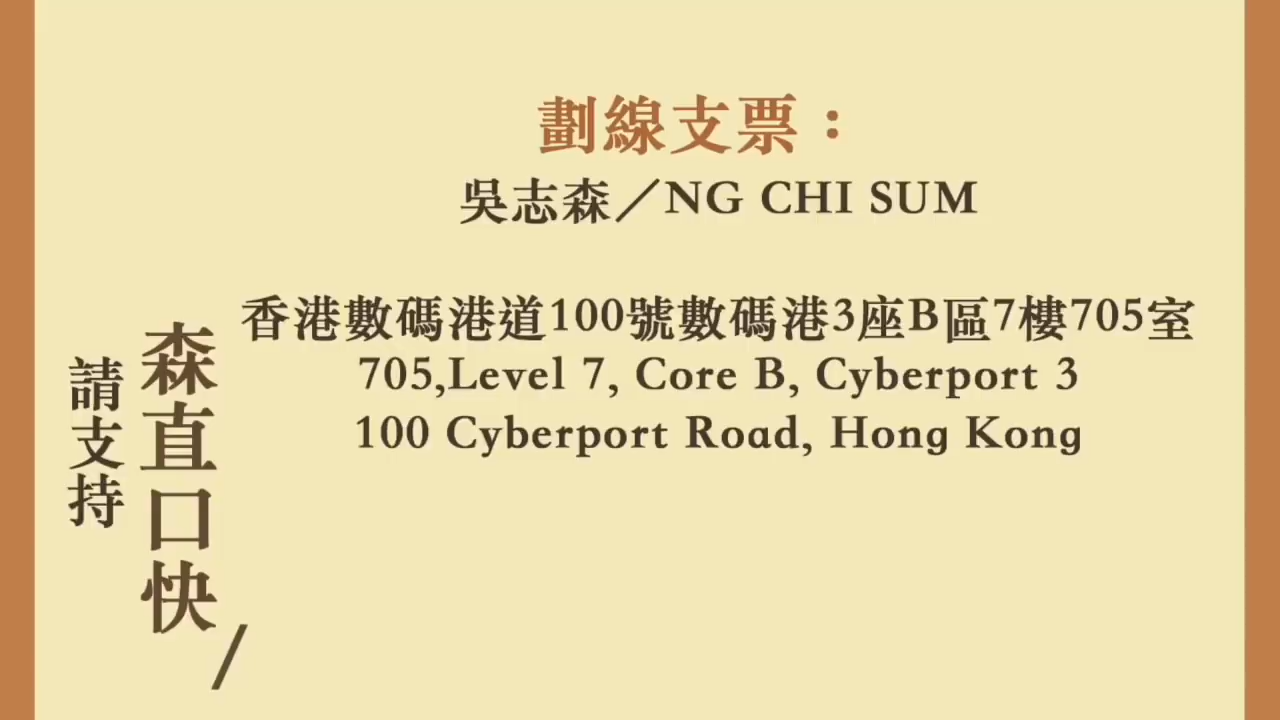 劃線支票：
吳志森／NG CHI SUM
香港數碼港道100號數碼港3座B區7樓705室
705,Level 7, Core B, Cyberport 3
100 Cyberport Road, Hong Kong
請支持
森直口快/